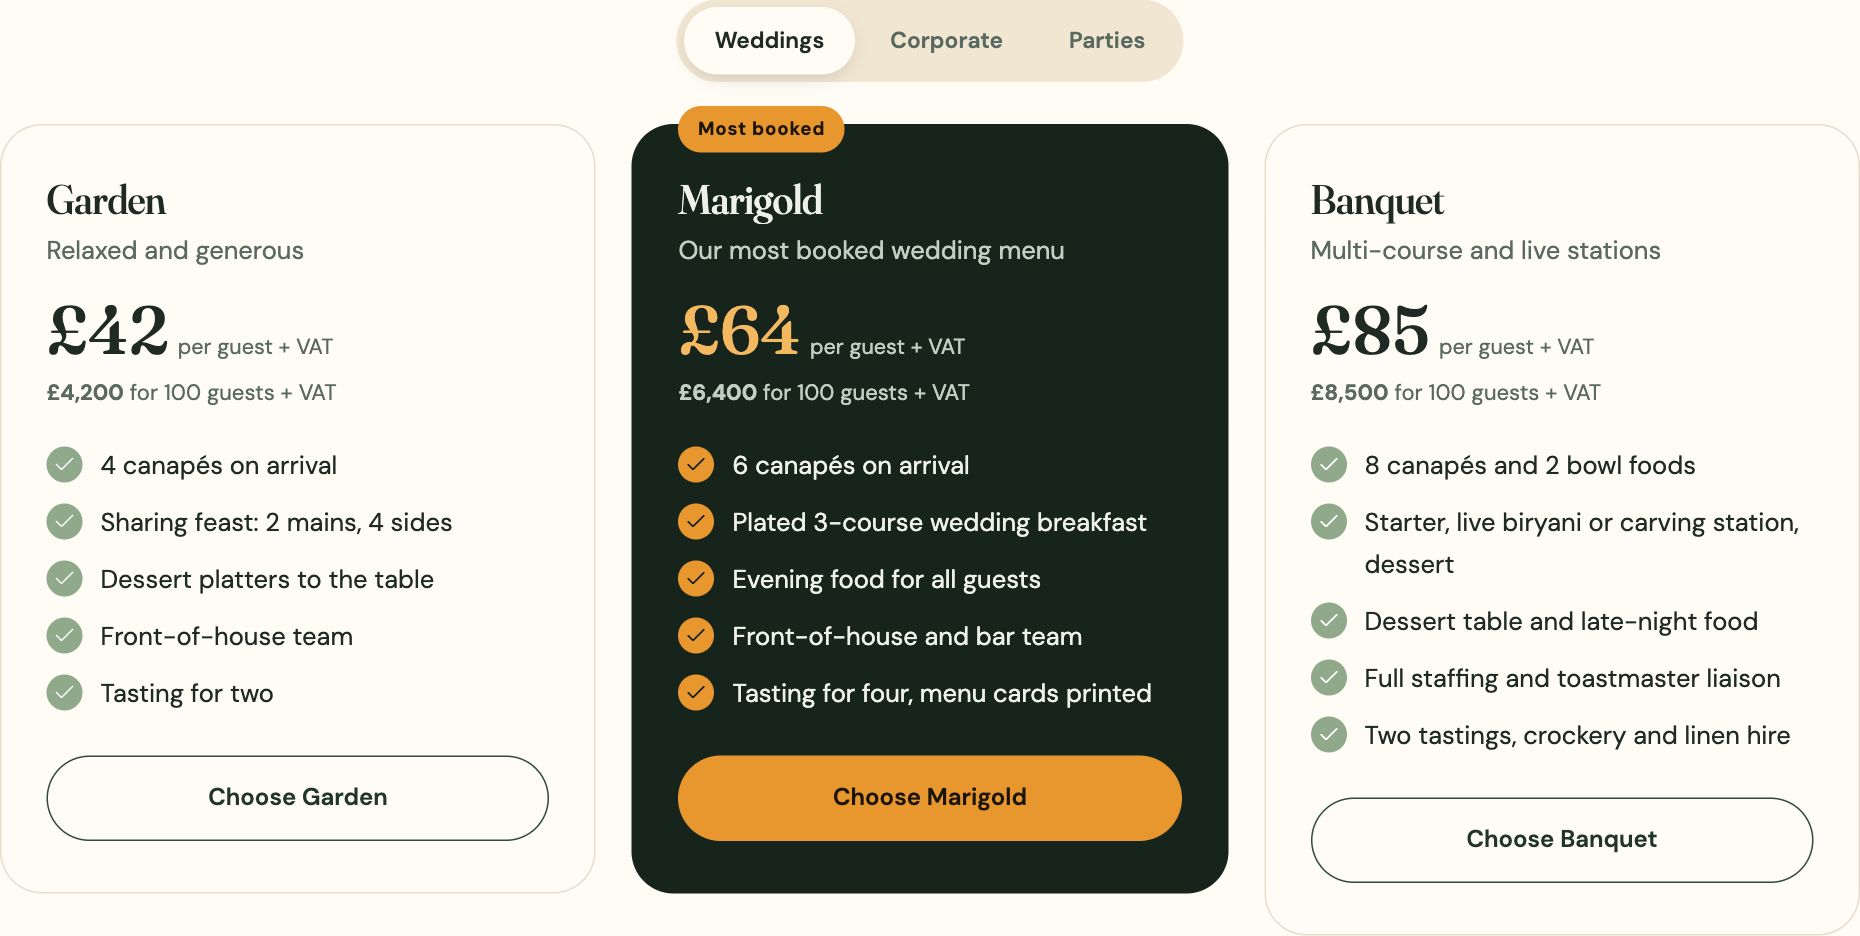 Weddings
Corporate
Parties
Garden
Relaxed and generous
£42 per guest + VAT
£4,200 for 100 guests + VAT
4 canapés on arrival
Sharing feast: 2 mains, 4 sides
Dessert platters to the table
Front-of-house team
Tasting for two
Choose Garden
Most booked
Marigold
Our most booked wedding menu
£64 per guest + VAT
£6,400 for 100 guests + VAT
6 canapés on arrival
Plated 3-course wedding breakfast
Evening food for all guests
Front-of-house and bar team
Tasting for four, menu cards printed
Choose Marigold
Banquet
Multi-course and live stations
£85 per guest + VAT
£8,500 for 100 guests + VAT
8 canapés and 2 bowl foods
Starter, live biryani or carving station,
dessert
Dessert table and late-night food
Full staffing and toastmaster liaison
Two tastings, crockery and linen hire
Choose Banquet